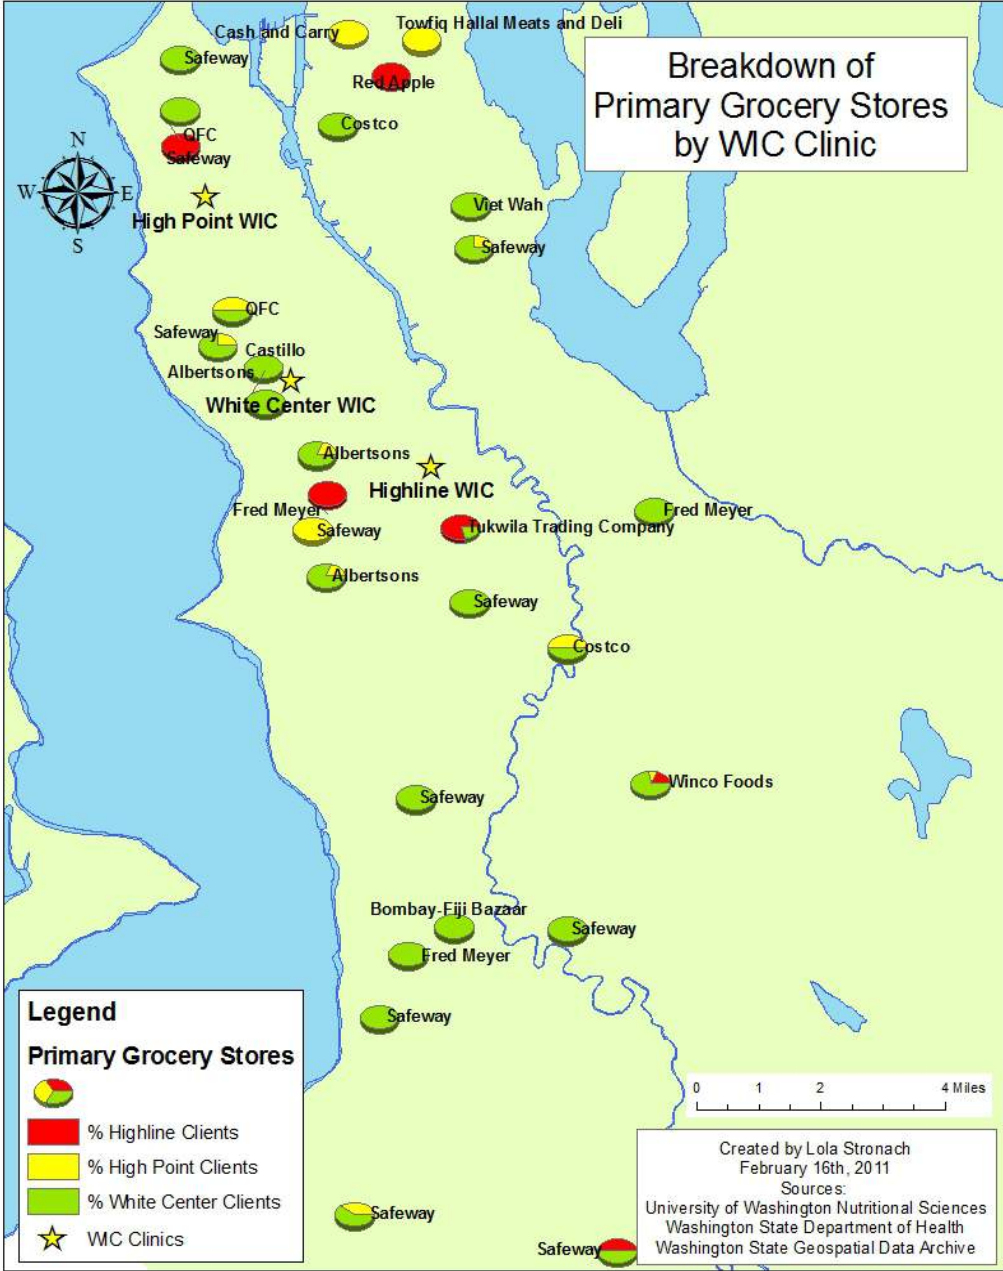 Cash and Carry
Towfiq Hallal Meats and Deli
Breakdown of
Primary Grocery Stores
by WIC Clinic
Safeway
Red Apple
Costco
QFC
Safeway
N
W
E
S
High Point WIC
Viet Wah
Safeway
QFC
Safeway
Castillo
Albertsons
White Center WIC
Albertsons
Highline WIC
Fred Meyer
Safeway
Tukwila Trading Company
Fred Meyer
Albertsons
Safeway
Costco
Safeway
Winco Foods
Bombay-Fiji Bazaar
Safeway
Fred Meyer
Safeway
Legend
Primary Grocery Stores
% Highline Clients
% High Point Clients
% White Center Clients
WIC Clinics
0 1 2 4 Miles
Safeway
Safeway
Created by Lola Stronach
February 16th, 2011
Sources:
University of Washington Nutritional Sciences
Washington State Department of Health
Washington State Geospatial Data Archive